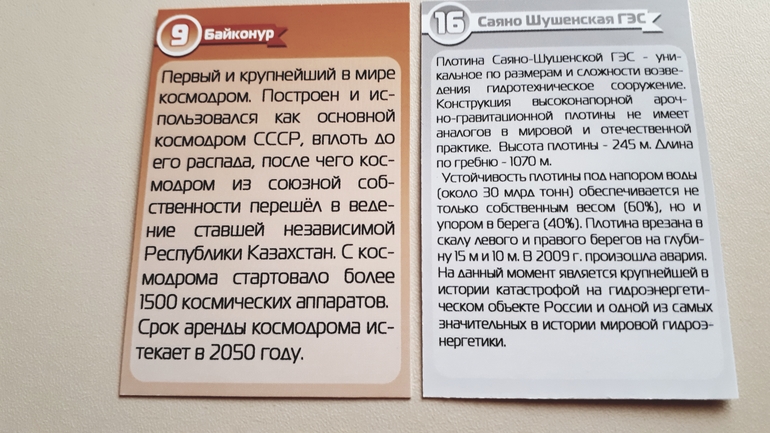 9 Байконур
Первый и крупнейший в мире
космодром. Построен и ис-
пользовался как основной
космодром СССР, вплоть до
его распада, после чего кос-
модром из союзной соб-
ственности перешёл в веде-
ние ставшей независимой
Республики Казахстан. С кос-
модрома стартовало более
1500 космических аппаратов.
Срок аренды космодрома ис-
текает в 2050 году.
16 Саяно Шушенская ГЭС
Плотина Саяно-Шушенской ГЭС - уни-
кальное по размерам и сложности возве-
дения гидротехническое сооружение.
Конструкция высоконапорной ароч-
но-гравитационной плотины не имеет
аналогов в мировой и отечественной
практике. Высота плотины - 245 м. Длина
по гребню - 1070 м.
Устойчивость плотины под напором воды
(около 30 млрд тонн) обеспечивается не
только собственным весом (60%), но и
упором в берега (40%). Плотина врезана в
скалу левого и правого берегов на глуби-
ну 15 м и 10 м. В 2009 г. произошла авария.
На данный момент является крупнейшей в
истории катастрофой на гидроэнергети-
ческом объекте России и одной из самых
значительных в истории мировой гидроэ-
нергетики.